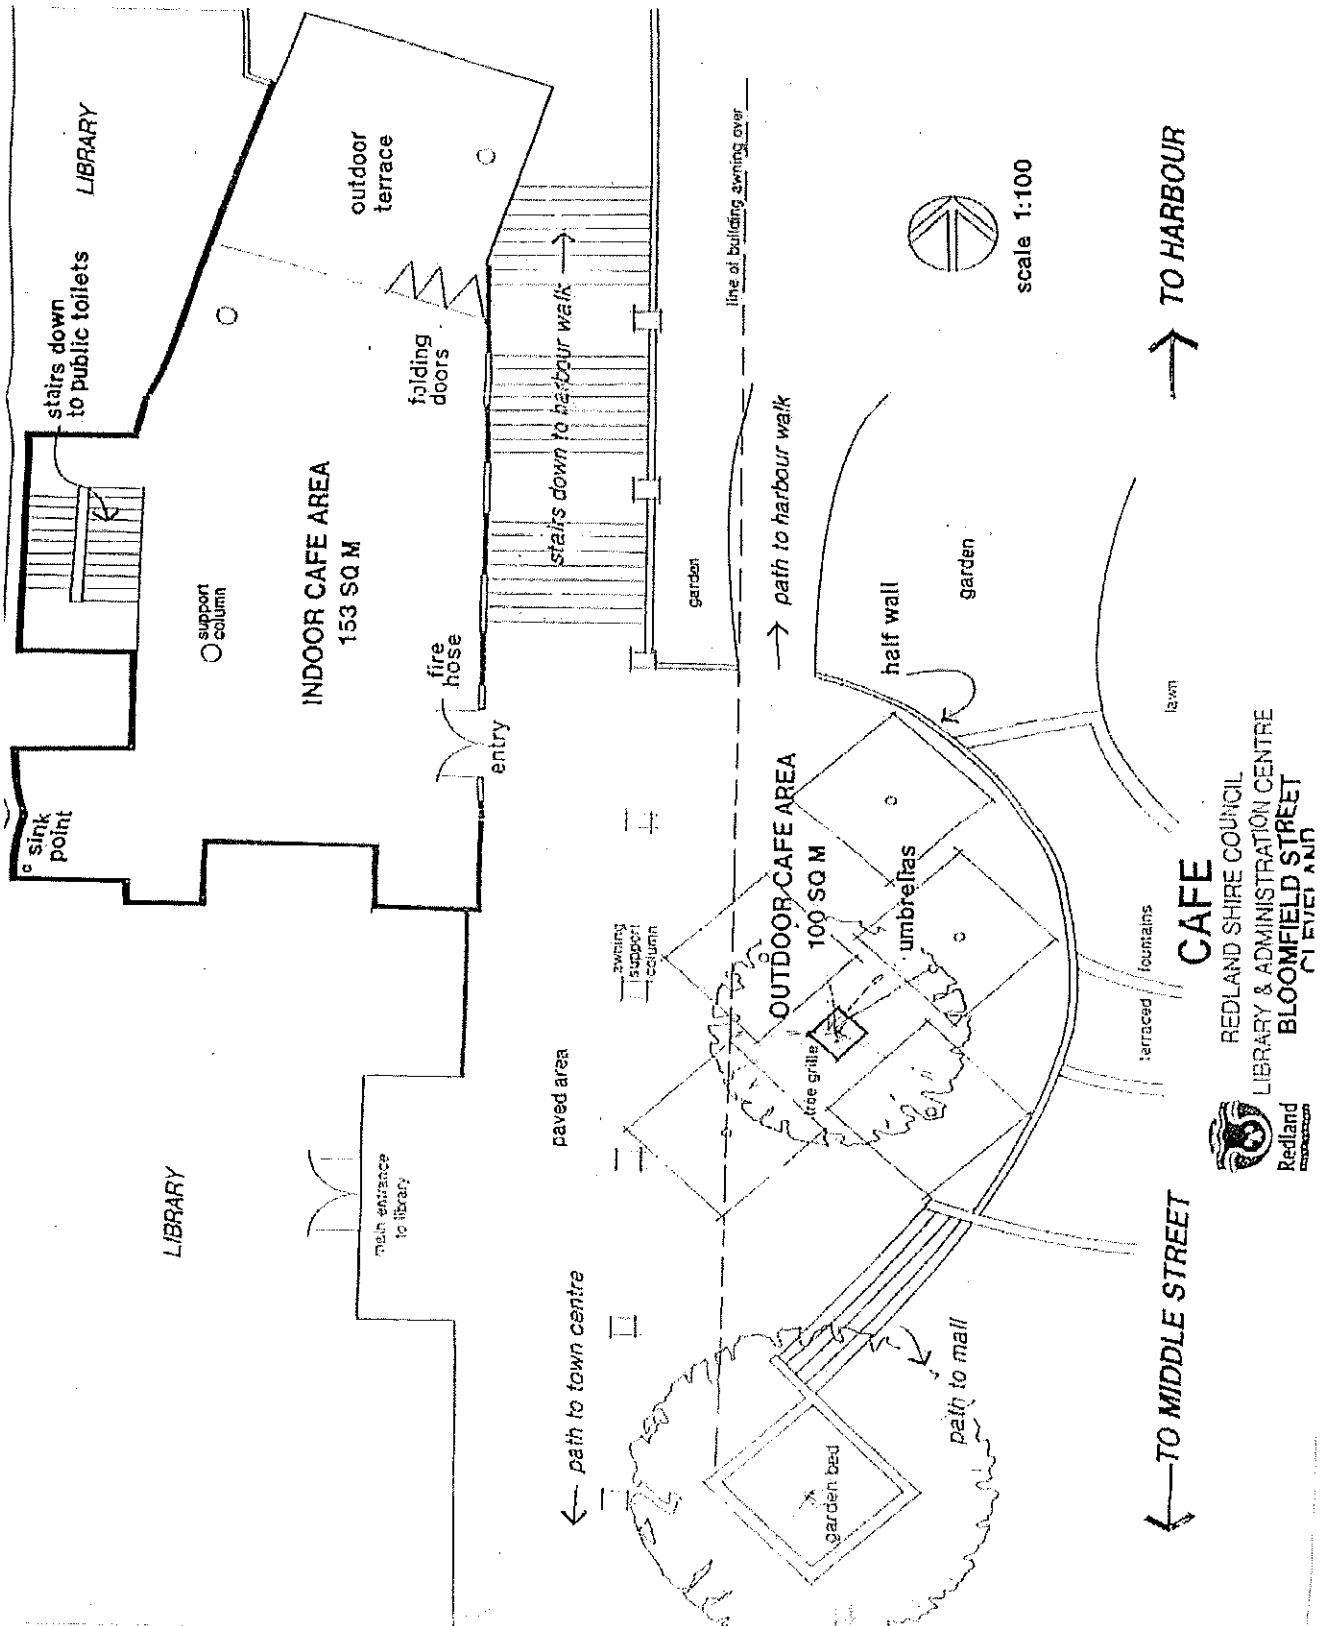 LIBRARY
stairs down
to public toilets
outdoor
terrace
folding
doors
stairs down to harbour walk
support
column
INDOOR CAFE AREA
153 SQ M
fire
hose
entry
sink
point
LIBRARY
main entrance
to library
line of building awning over
garden
path to harbour walk
half wall
garden
lawn
OUTDOOR CAFE AREA
100 SQ M
umbrellas
awning
support
column
tree grille
paved area
path to town centre
garden bed
path to mall
terraced fountains
scale 1:100
TO HARBOUR
TO MIDDLE STREET
CAFE
REDLAND SHIRE COUNCIL
LIBRARY & ADMINISTRATION CENTRE
BLOOMFIELD STREET
CLEVELAND
Redland